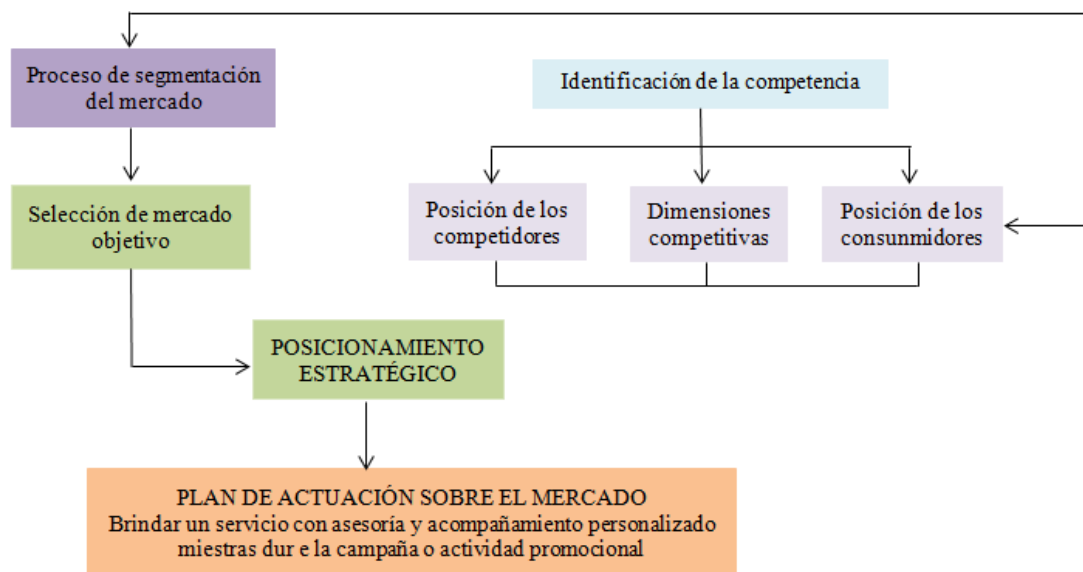 Proceso de segmentación
del mercado
Identificación de la competencia
Selección de mercado
objetivo
Posición de los
competidores
Dimensiones
competitivas
Posición de los
consunmidores
POSICIONAMIENTO
ESTRATÉGICO
PLAN DE ACTUACIÓN SOBRE EL MERCADO
Brindar un servicio con asesoría y acompañamiento personalizado
miestras dur e la campaña o actividad promocional